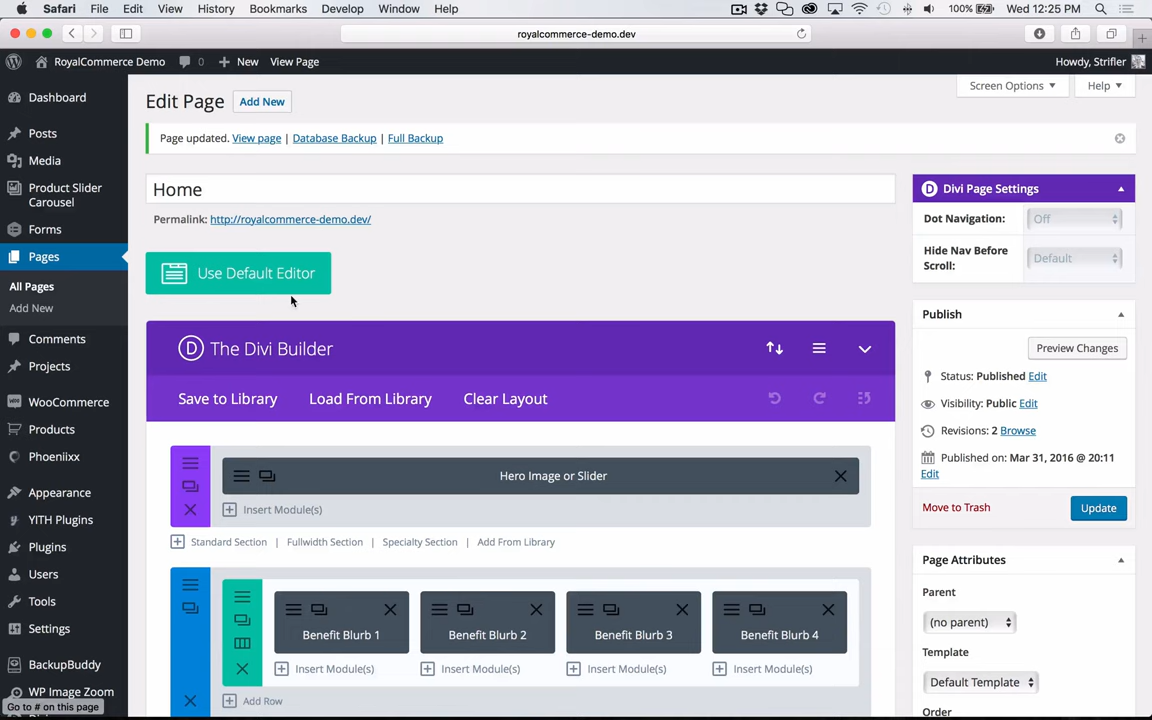 Safari File Edit View History Bookmarks Develop Window Help 100% Wed 12:25 PM
royalcommerce-demo.dev
RoyalCommerce Demo 0 New View Page Howdy, Strifler
Screen Options Help
Dashboard
Posts
Media
Product Slider
Carousel
Forms
Pages
All Pages
Add New
Comments
Projects
WooCommerce
Products
Phoeniixx
Appearance
YITH Plugins
Plugins
Users
Tools
Settings
BackupBuddy
WP Image Zoom
Go to # on this page
Edit Page Add New
Page updated. View page | Database Backup | Full Backup
Home
Permalink: http://royalcommerce-demo.dev/
Use Default Editor
D The Divi Builder
Save to Library Load From Library Clear Layout
Hero Image or Slider
Insert Module(s)
Standard Section | Fullwidth Section | Specialty Section | Add From Library
Benefit Blurb 1 Benefit Blurb 2 Benefit Blurb 3 Benefit Blurb 4
Insert Module(s) Insert Module(s) Insert Module(s) Insert Module(s)
Add Row
D Divi Page Settings
Dot Navigation: Off
Hide Nav Before
Scroll: Default
Publish
Preview Changes
Status: Published Edit
Visibility: Public Edit
Revisions: 2 Browse
Published on: Mar 31, 2016 @ 20:11
Edit
Move to Trash Update
Page Attributes
Parent
(no parent)
Template
Default Template
Order